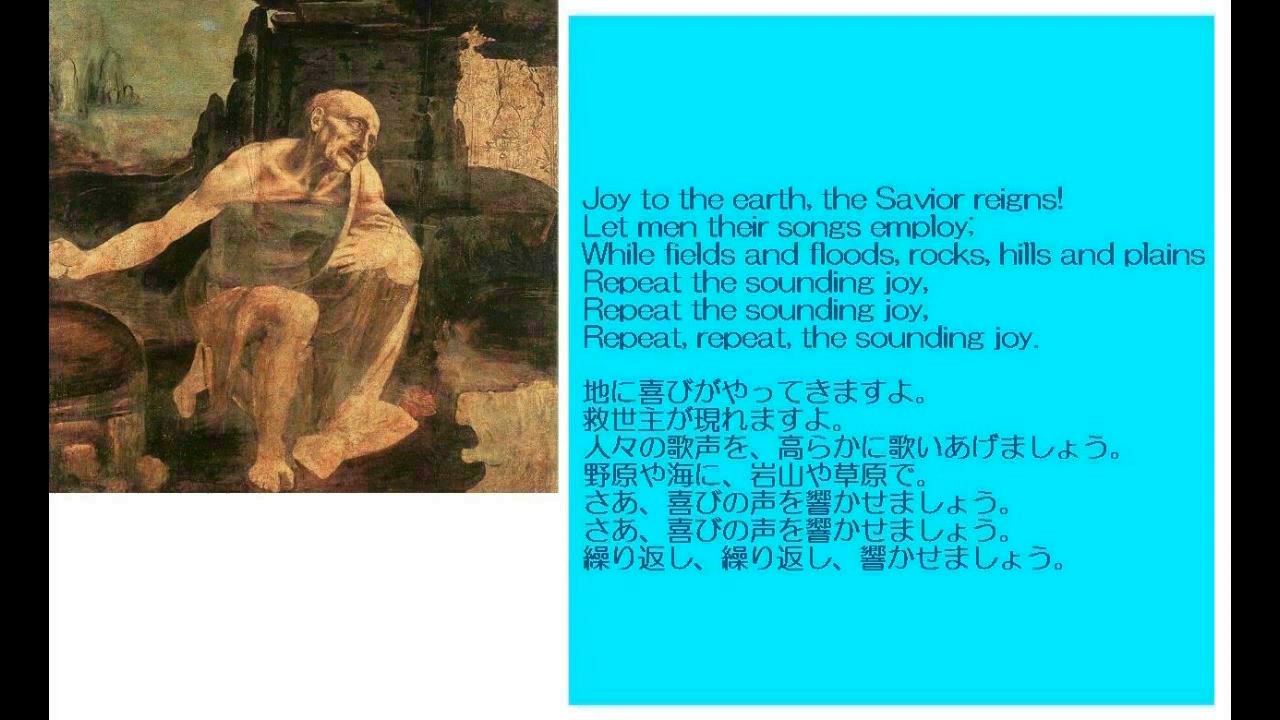 Joy to the earth, the Savior reigns!
Let men their songs employ;
While fields and floods, rocks, hills and plains
Repeat the sounding joy,
Repeat the sounding joy,
Repeat, repeat, the sounding joy.
地に喜びがやってきますよ。
救世主が現れますよ。
人々の歌声を、高らかに歌いあげましょう。
野原や海に、岩山や草原で。
さあ、喜びの声を響かせましょう。
さあ、喜びの声を響かせましょう。
繰り返し、繰り返し、響かせましょう。